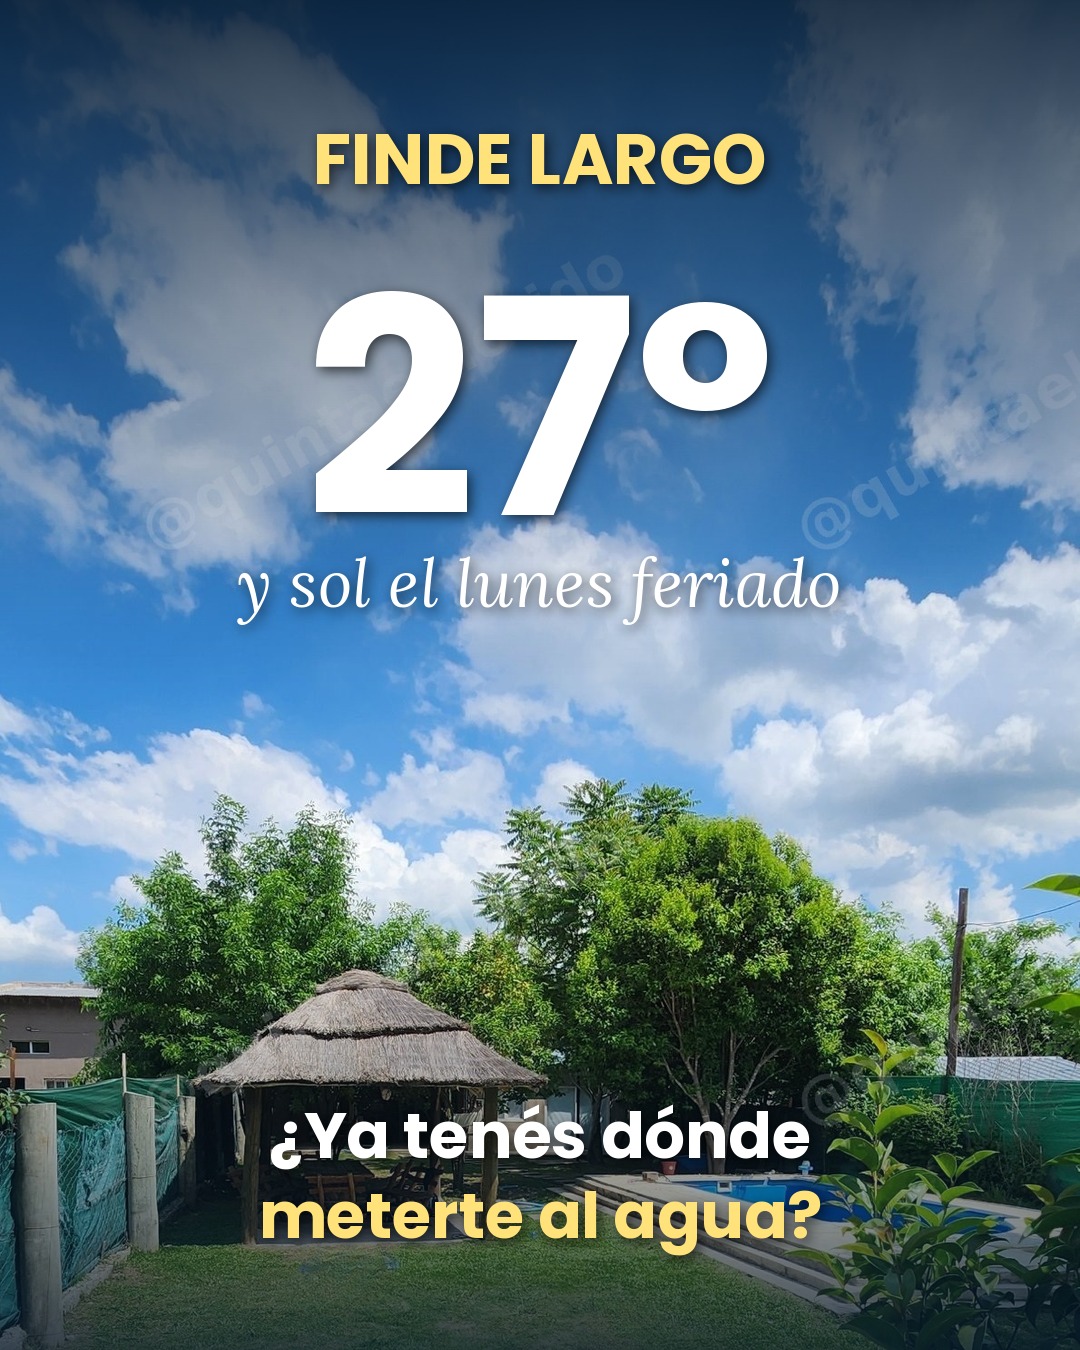 FINDE LARGO
27º
y sol el lunes feriado
¿Ya tenés dónde
meterte al agua?